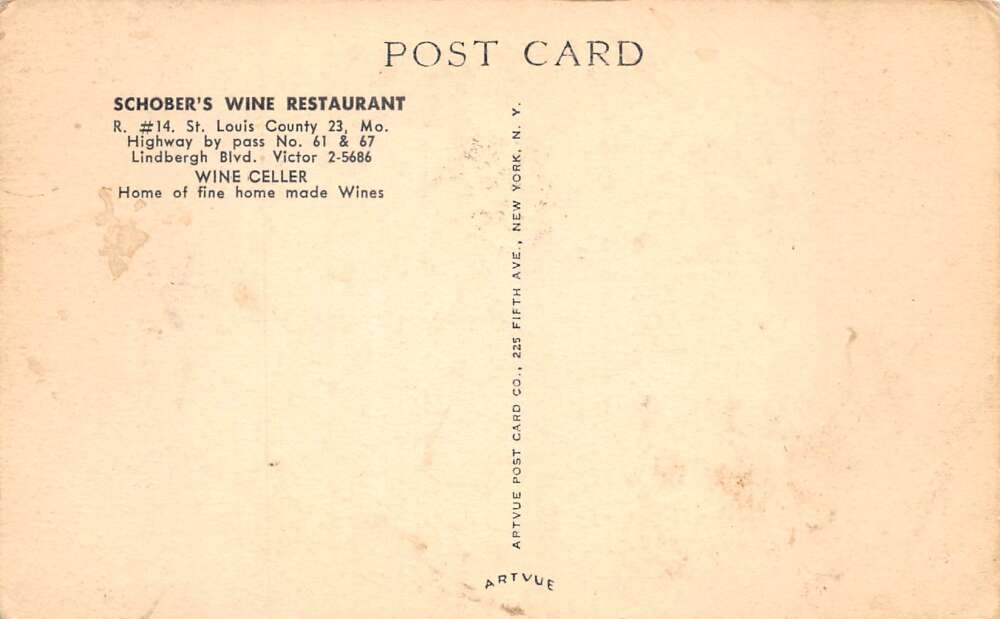 POST CARD
SCHOBER'S WINE RESTAURANT
R. #14. St. Louis County 23, Mo.
Highway by pass No. 61 & 67
Lindbergh Blvd. Victor 2-5686
WINE CELLER
Home of fine home made Wines
ARTVUE POST CARD CO., 225 FIFTH AVE., NEW YORK, N. Y.
ARTVUE